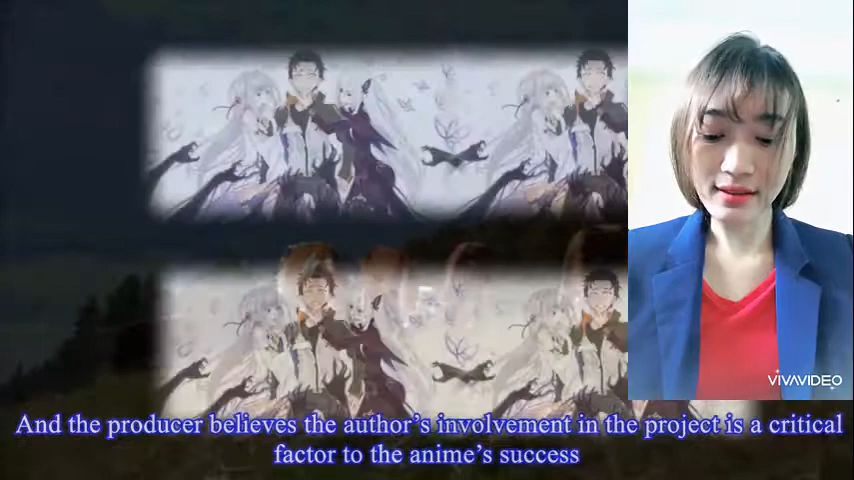 VIVAVIDEO
And the producer believes the author's involvement in the project is a critical
factor to the anime's success